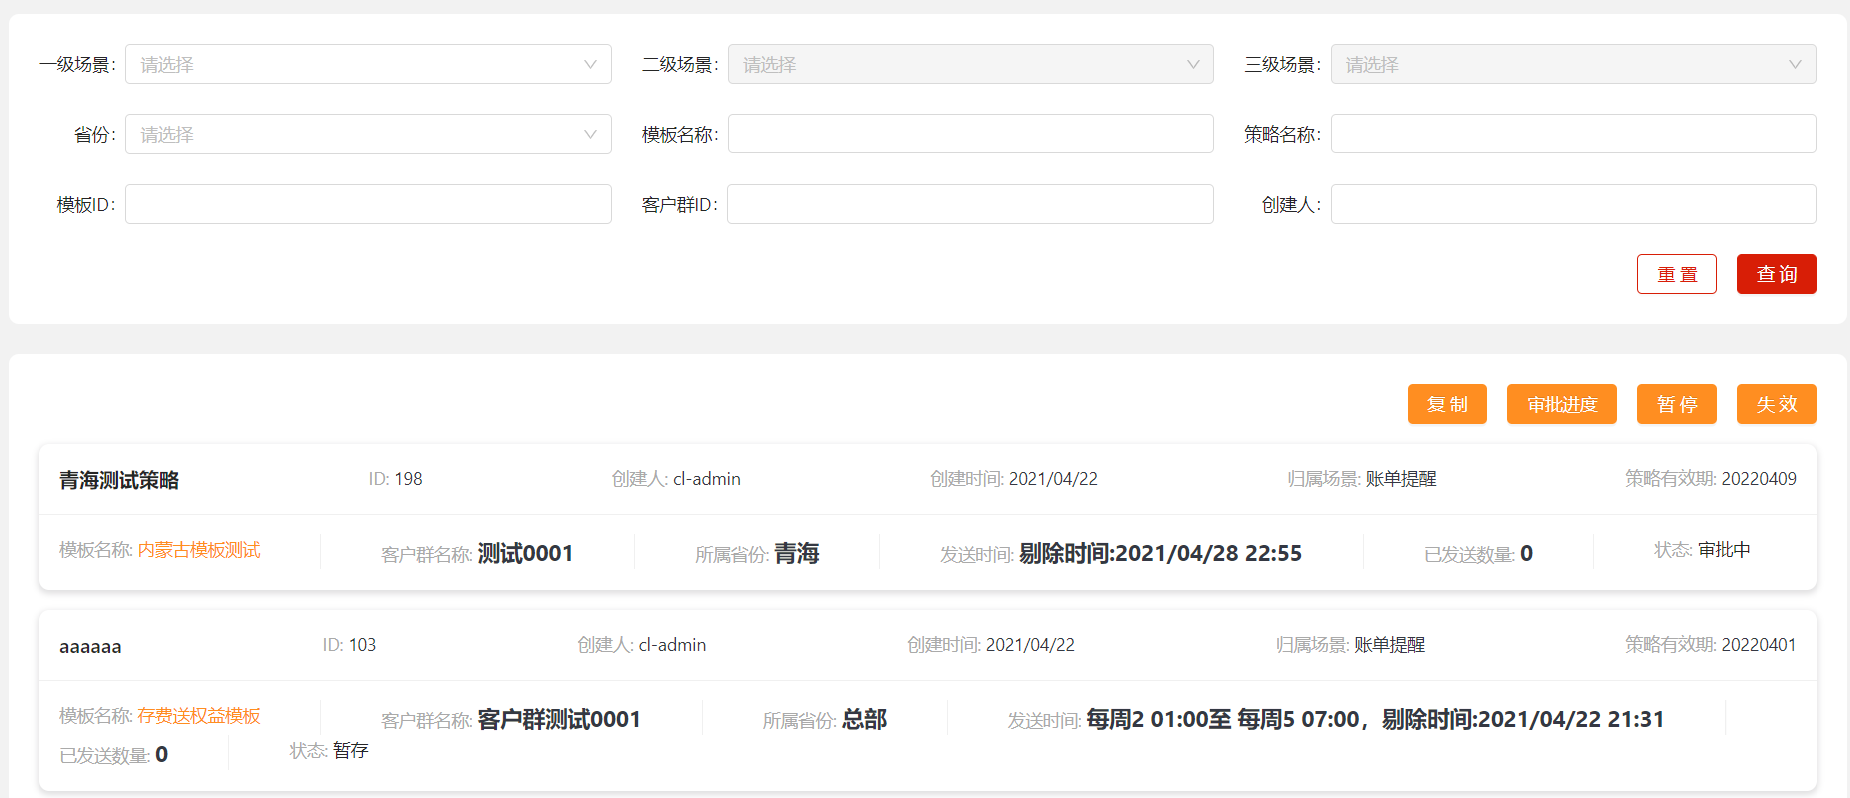 一级场景: 请选择 二级场景: 请选择 三级场景: 请选择
省份: 请选择 模板名称: 策略名称:
模板ID: 客户群ID: 创建人:
重 置 查 询
复 制 审批进度 暂 停 失 效
青海测试策略 ID: 198 创建人: cl-admin 创建时间: 2021/04/22 归属场景: 账单提醒 策略有效期: 20220409
模板名称: 内蒙古模板测试 客户群名称: 测试0001 所属省份: 青海 发送时间: 剔除时间:2021/04/28 22:55 已发送数量: 0 状态: 审批中
aaaaaa ID: 103 创建人: cl-admin 创建时间: 2021/04/22 归属场景: 账单提醒 策略有效期: 20220401
模板名称: 存费送权益模板 客户群名称: 客户群测试0001 所属省份: 总部 发送时间: 每周2 01:00至 每周5 07:00，剔除时间:2021/04/22 21:31
已发送数量: 0 状态: 暂存